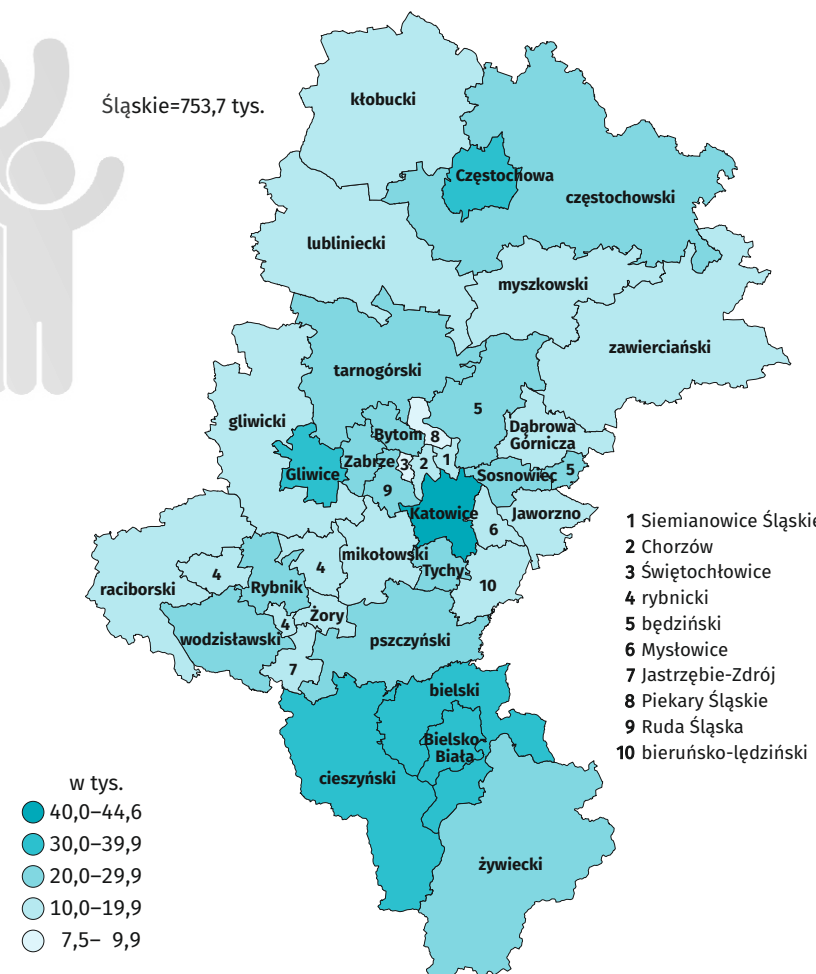 Śląskie=753,7 tys.
kłobucki
Częstochowa
częstochowski
lubliniecki
myszkowski
zawierciański
tarnogórski
5
gliwicki
Dąbrowa
Górnicza
Bytom
8
Zabrze
3
2
1
Gliwice
Sosnowiec
5
9
Katowice
Jaworzno
6
mikołowski
4
4
Tychy
raciborski
Rybnik
10
4
Żory
wodzisławski
pszczyński
7
bielski
Bielsko-
Biała
cieszyński
żywiecki
1 Siemianowice Śląskie
2 Chorzów
3 Świętochłowice
4 rybnicki
5 będziński
6 Mysłowice
7 Jastrzębie-Zdrój
8 Piekary Śląskie
9 Ruda Śląska
10 bieruńsko-lędziński
w tys.
40,0–44,6
30,0–39,9
20,0–29,9
10,0–19,9
7,5– 9,9